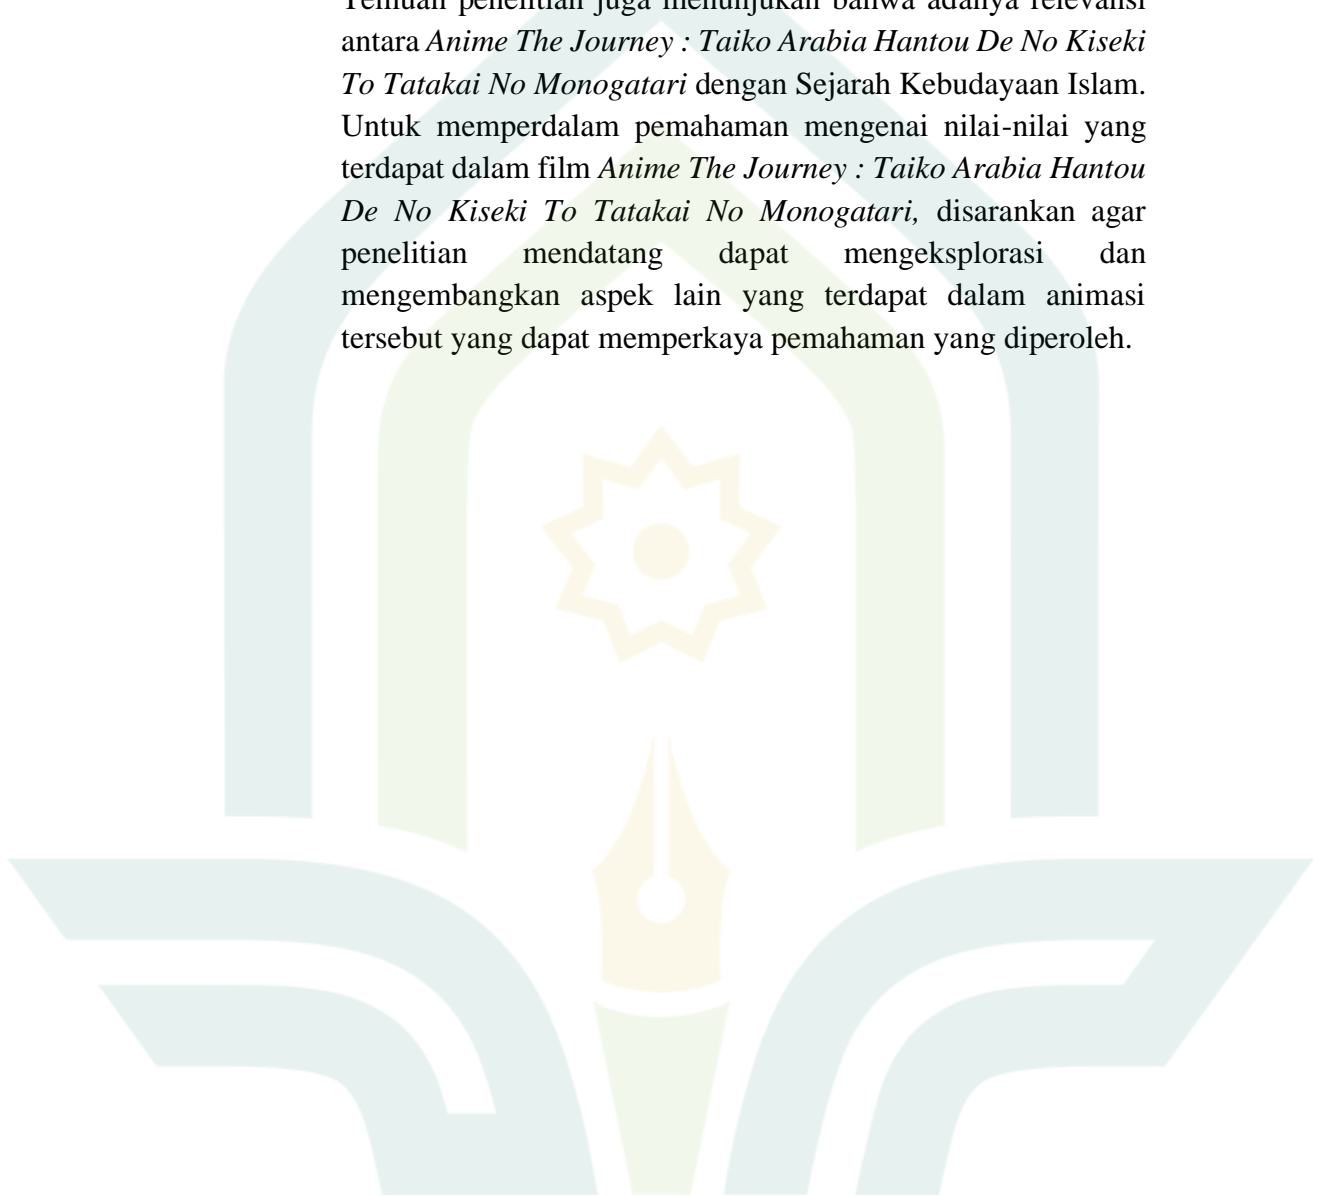 Temuan penelitian juga menunjukan bahwa adanya relevansi
antara Anime The Journey : Taiko Arabia Hantou De No Kiseki
To Tatakai No Monogatari dengan Sejarah Kebudayaan Islam.
Untuk memperdalam pemahaman mengenai nilai-nilai yang
terdapat dalam film Anime The Journey : Taiko Arabia Hantou
De No Kiseki To Tatakai No Monogatari, disarankan agar
penelitian mendatang dapat mengeksplorasi dan
mengembangkan aspek lain yang terdapat dalam animasi
tersebut yang dapat memperkaya pemahaman yang diperoleh.